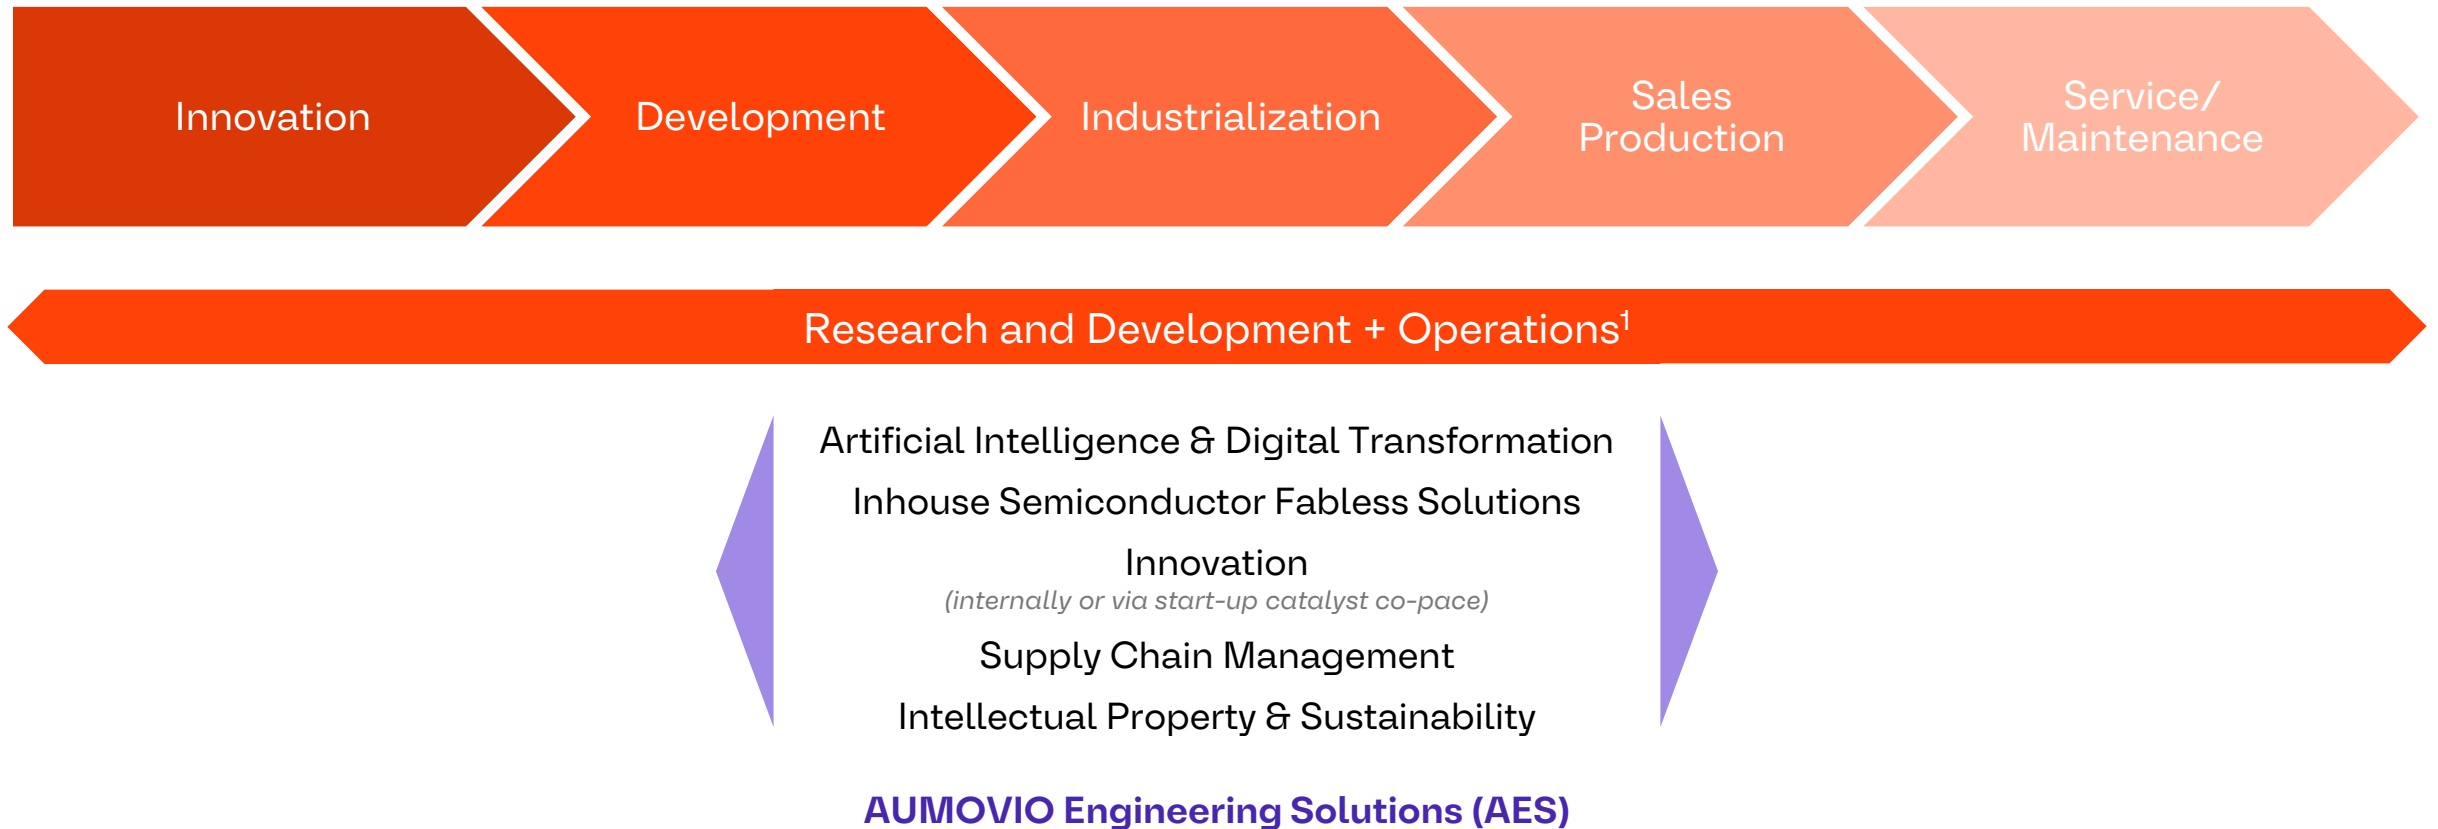 Innovation
Development
Industrialization
Sales
Production
Service/
Maintenance
Research and Development + Operations¹
Artificial Intelligence & Digital Transformation
Inhouse Semiconductor Fabless Solutions
Innovation
(internally or via start-up catalyst co-pace)
Supply Chain Management
Intellectual Property & Sustainability
AUMOVIO Engineering Solutions (AES)